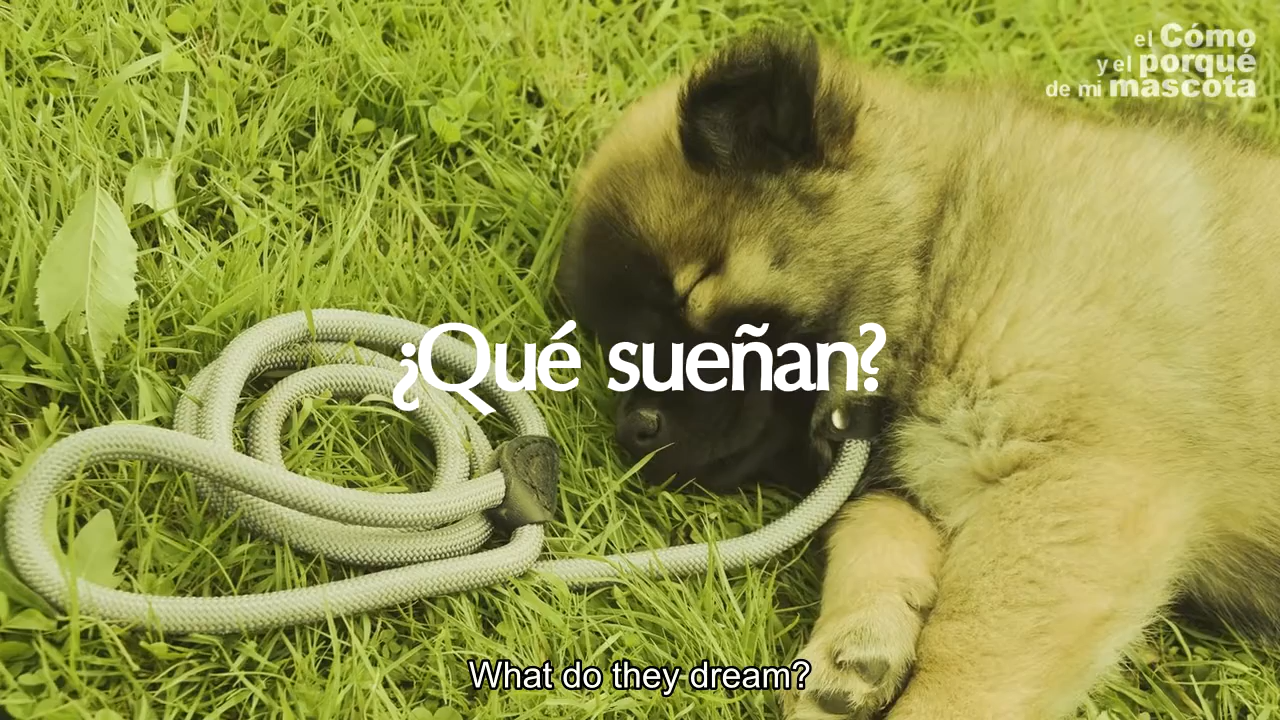 el Cómo
y el porqué
de mi mascota
¿Qué sueñan?
What do they dream?